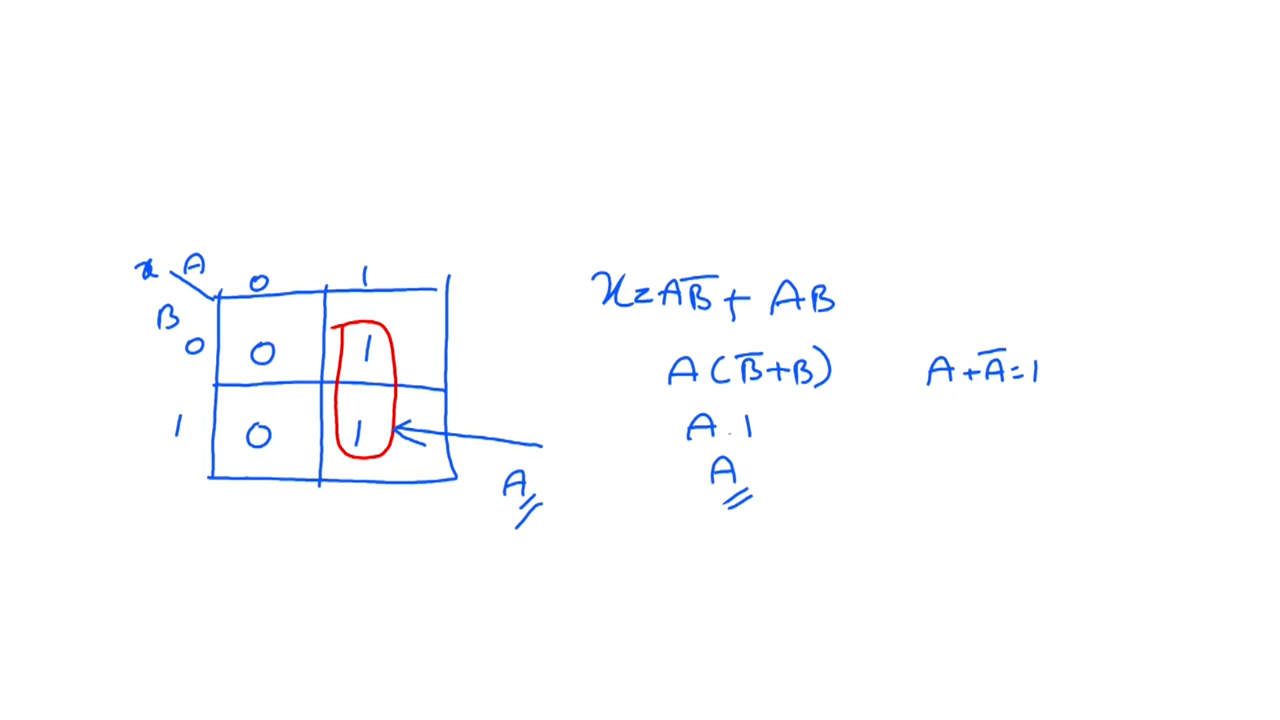 x A
0 1
B
0 0 1
1 0 1
A
x = AB̅ + AB
A(B̅+B) A+A̅=1
A.1
A